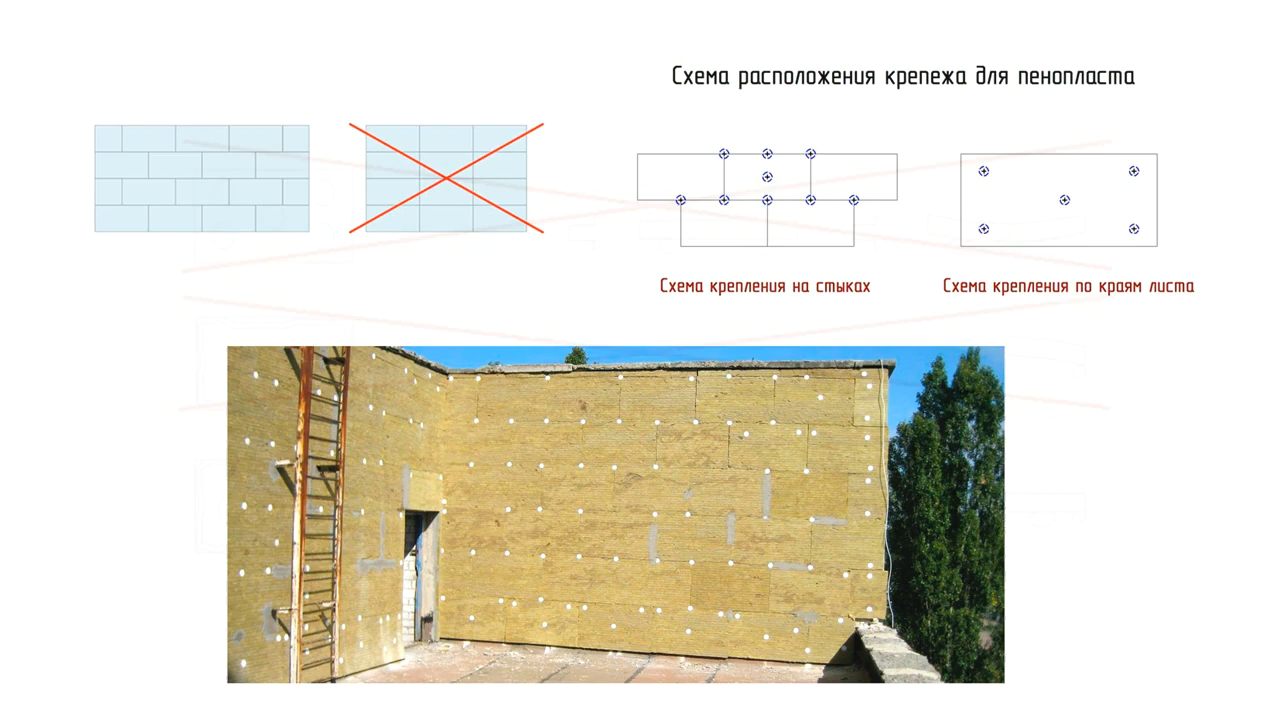 Схема расположения крепежа для пенопласта
Схема крепления на стыках
Схема крепления по краям листа